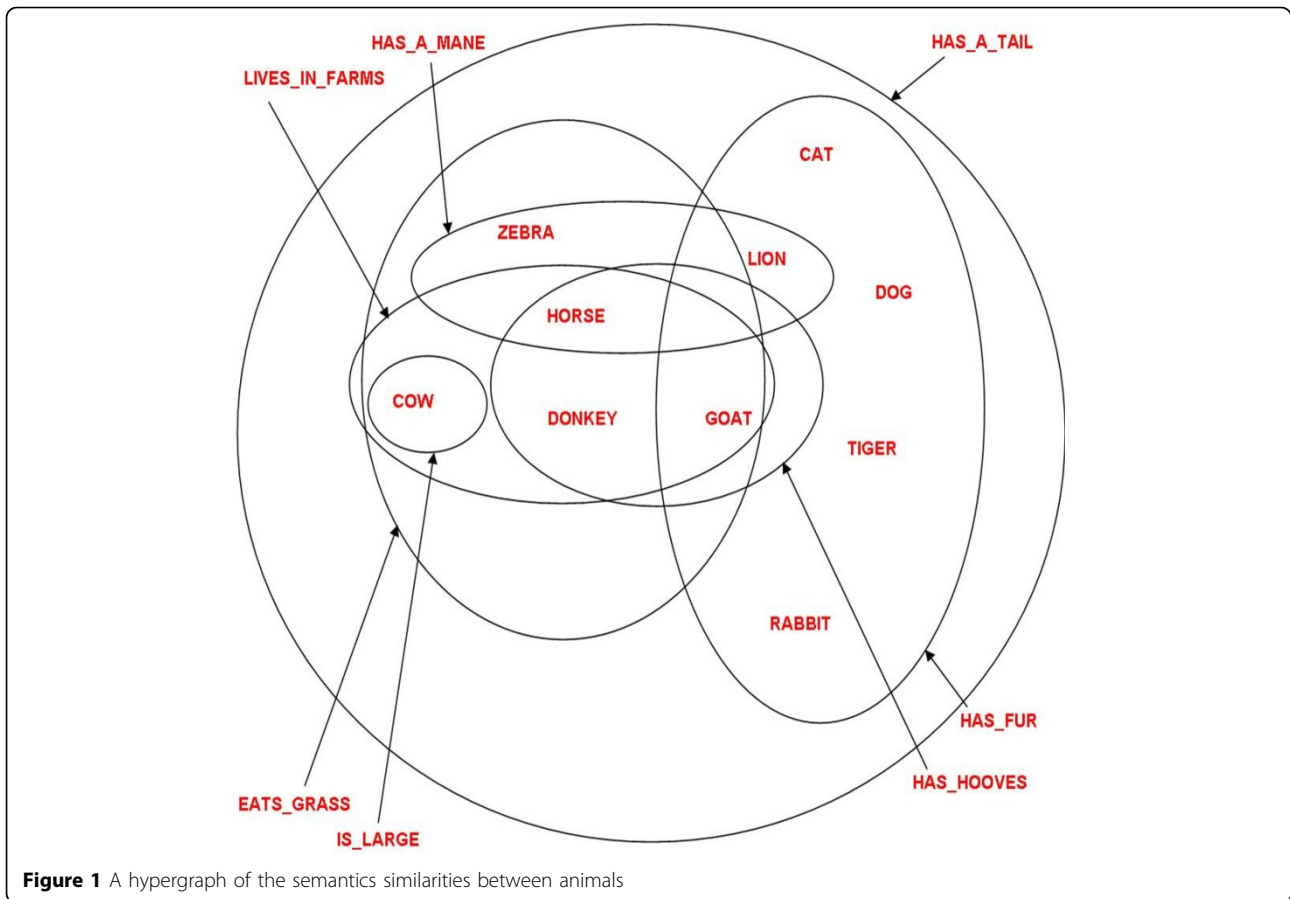 HAS_A_MANE
HAS_A_TAIL
LIVES_IN_FARMS
CAT
ZEBRA
LION
DOG
HORSE
COW
DONKEY
GOAT
TIGER
RABBIT
HAS_FUR
HAS_HOOVES
EATS_GRASS
IS_LARGE
Figure 1 A hypergraph of the semantics similarities between animals